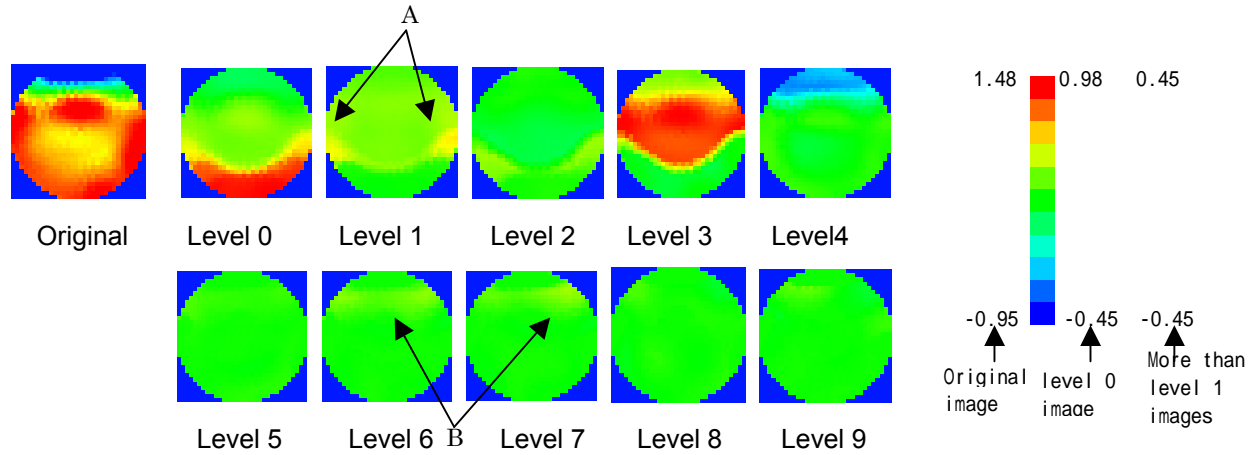 A
Original
Level 0
Level 1
Level 2
Level 3
Level4
Level 5
Level 6
B
Level 7
Level 8
Level 9
1.48
0.98
0.45
-0.95
-0.45
-0.45
Original
image
level 0
image
More than
level 1
images